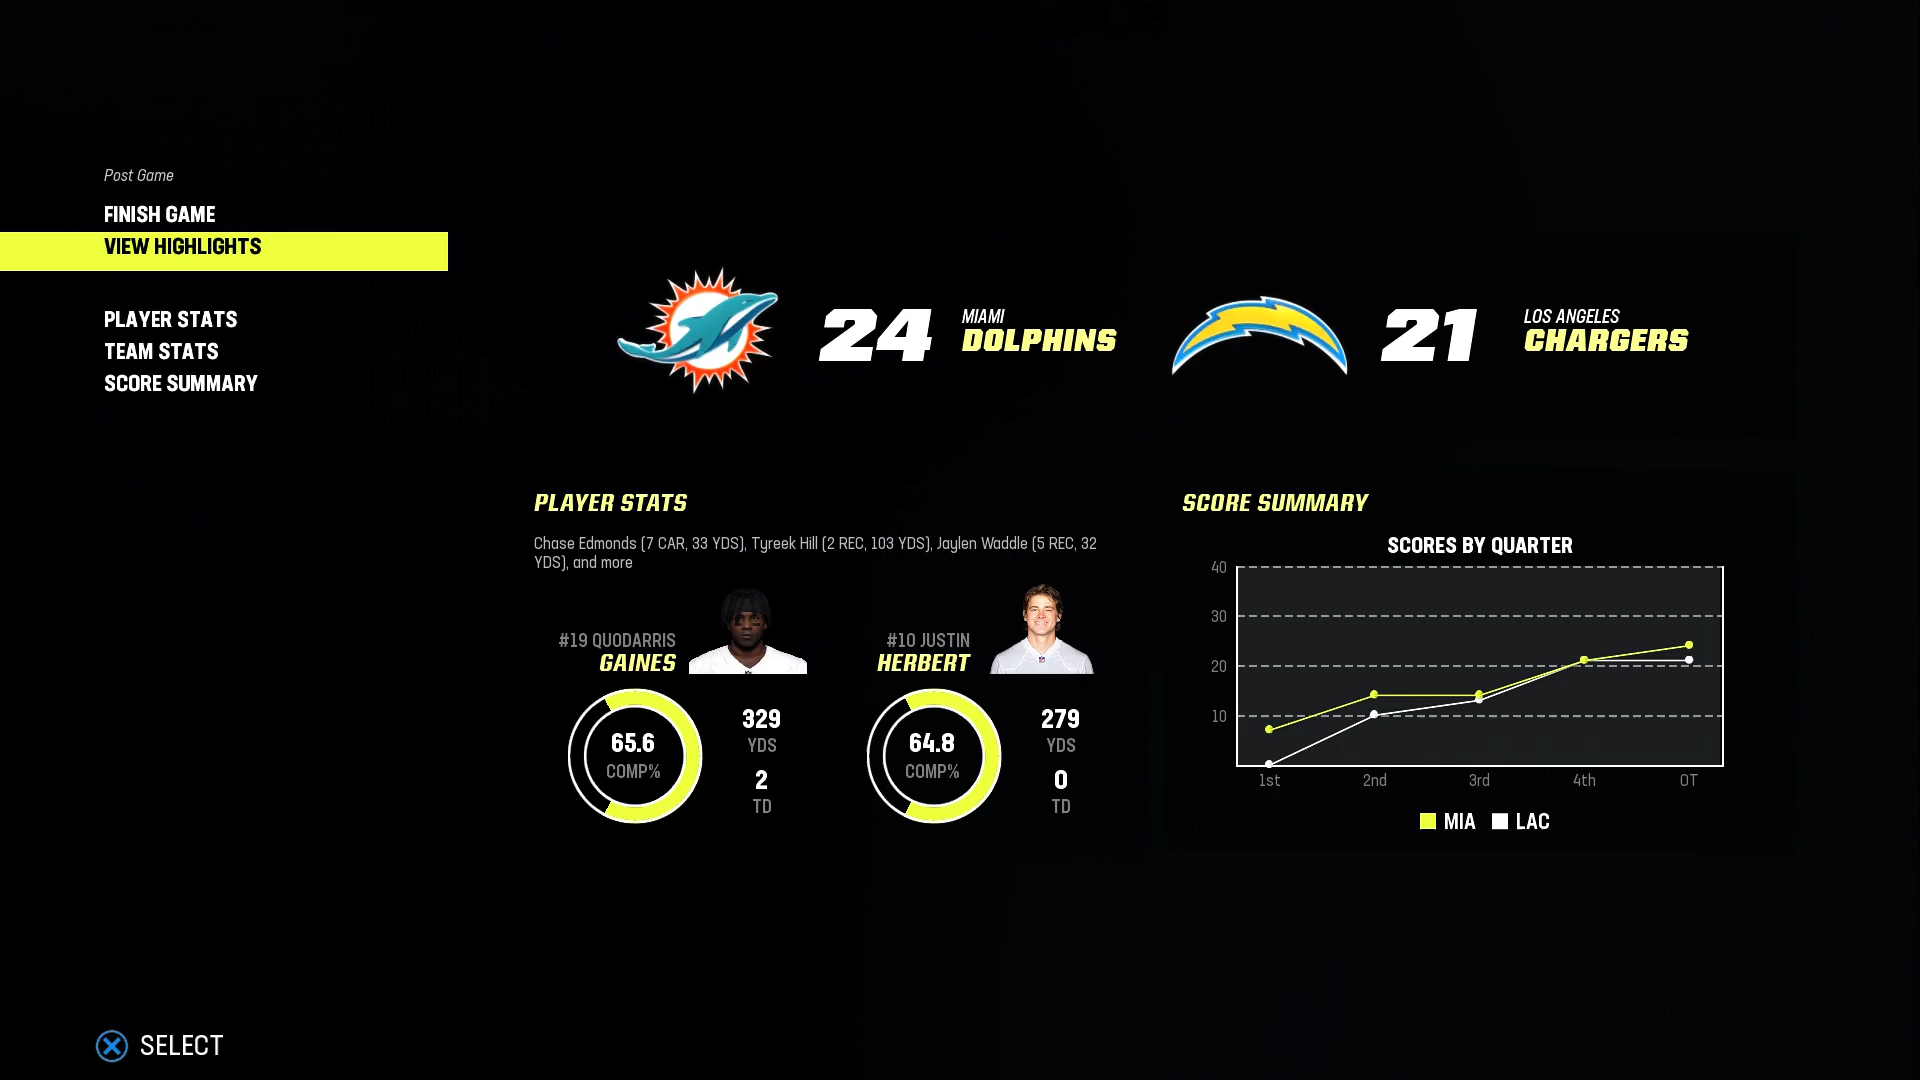 Post Game
FINISH GAME
VIEW HIGHLIGHTS
PLAYER STATS
TEAM STATS
SCORE SUMMARY
24
MIAMI
DOLPHINS
21
LOS ANGELES
CHARGERS
PLAYER STATS
Chase Edmonds (7 CAR, 33 YDS), Tyreek Hill (2 REC, 103 YDS), Jaylen Waddle (5 REC, 32
YDS), and more
#19 QUODARRIS
GAINES
65.6
COMP%
329
YDS
2
TD
#10 JUSTIN
HERBERT
64.8
COMP%
279
YDS
0
TD
SCORE SUMMARY
SCORES BY QUARTER
40
30
20
10
1st 2nd 3rd 4th OT
MIA LAC
SELECT